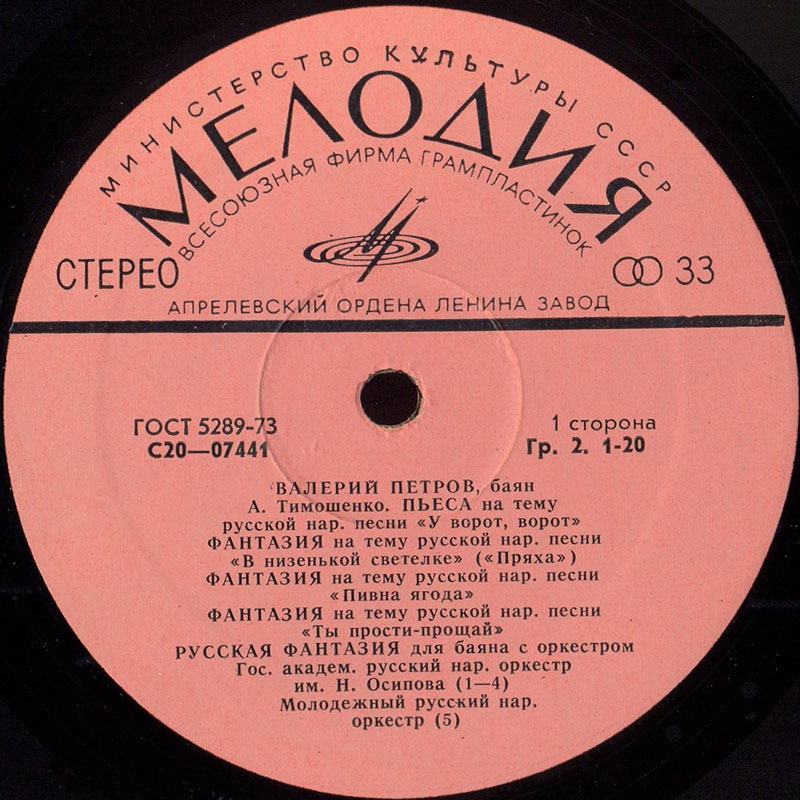 МИНИСТЕРСТВО КУЛЬТУРЫ СССР
МЕЛОДИЯ
ВСЕСОЮЗНАЯ ФИРМА ГРАМПЛАСТИНОК
СТЕРЕО
33
АПРЕЛЕВСКИЙ ОРДЕНА ЛЕНИНА ЗАВОД
ГОСТ 5289-73
1 сторона
С20—07441
Гр. 2. 1-20
ВАЛЕРИЙ ПЕТРОВ, баян
А. Тимошенко. ПЬЕСА на тему
русской нар. песни «У ворот, ворот»
ФАНТАЗИЯ на тему русской нар. песни
«В низенькой светелке» («Пряха»)
ФАНТАЗИЯ на тему русской нар. песни
«Пивна ягода»
ФАНТАЗИЯ на тему русской нар. песни
«Ты прости-прощай»
РУССКАЯ ФАНТАЗИЯ для баяна с оркестром
Гос. академ. русский нар. оркестр
им. Н. Осипова (1—4)
Молодежный русский нар.
оркестр (5)